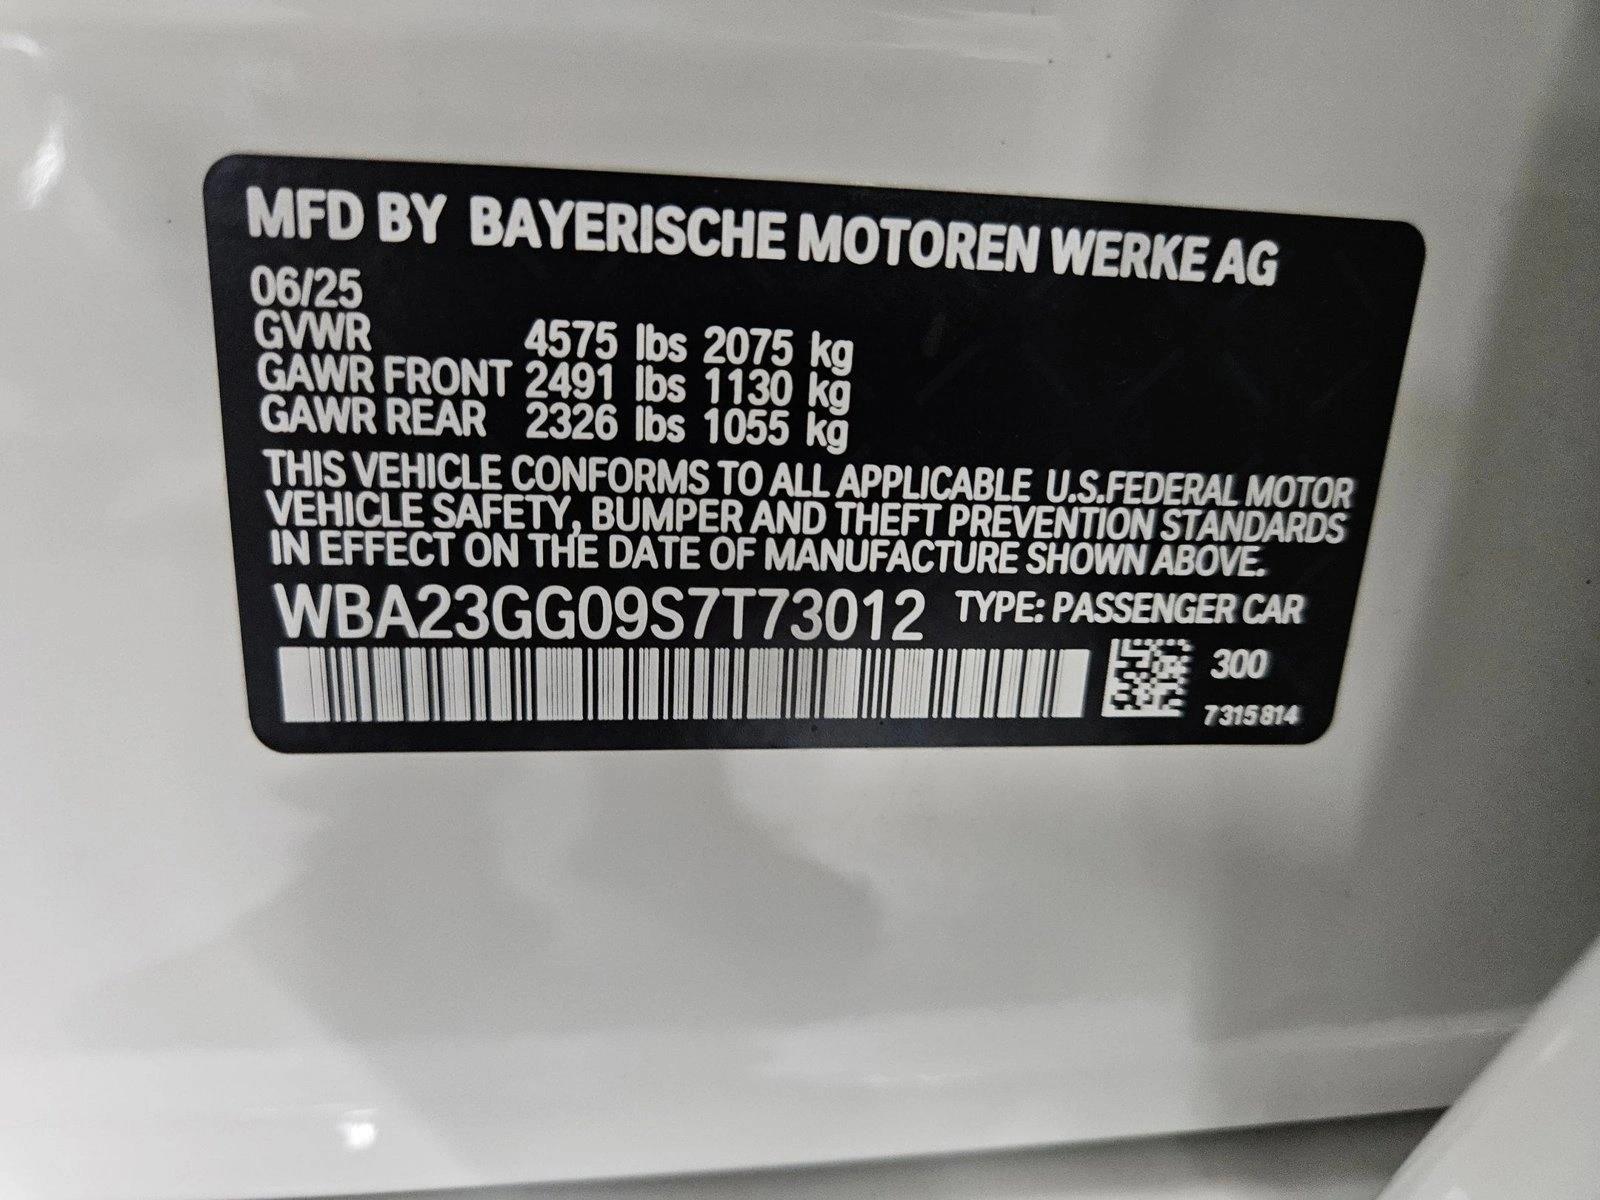 MFD BY BAYERISCHE MOTOREN WERKE AG
06/25
GVWR 4575 lbs 2075 kg
GAWR FRONT 2491 lbs 1130 kg
GAWR REAR 2326 lbs 1055 kg
THIS VEHICLE CONFORMS TO ALL APPLICABLE U.S.FEDERAL MOTOR
VEHICLE SAFETY, BUMPER AND THEFT PREVENTION STANDARDS
IN EFFECT ON THE DATE OF MANUFACTURE SHOWN ABOVE.
WBA23GG09S7T73012 TYPE: PASSENGER CAR
300
7315814